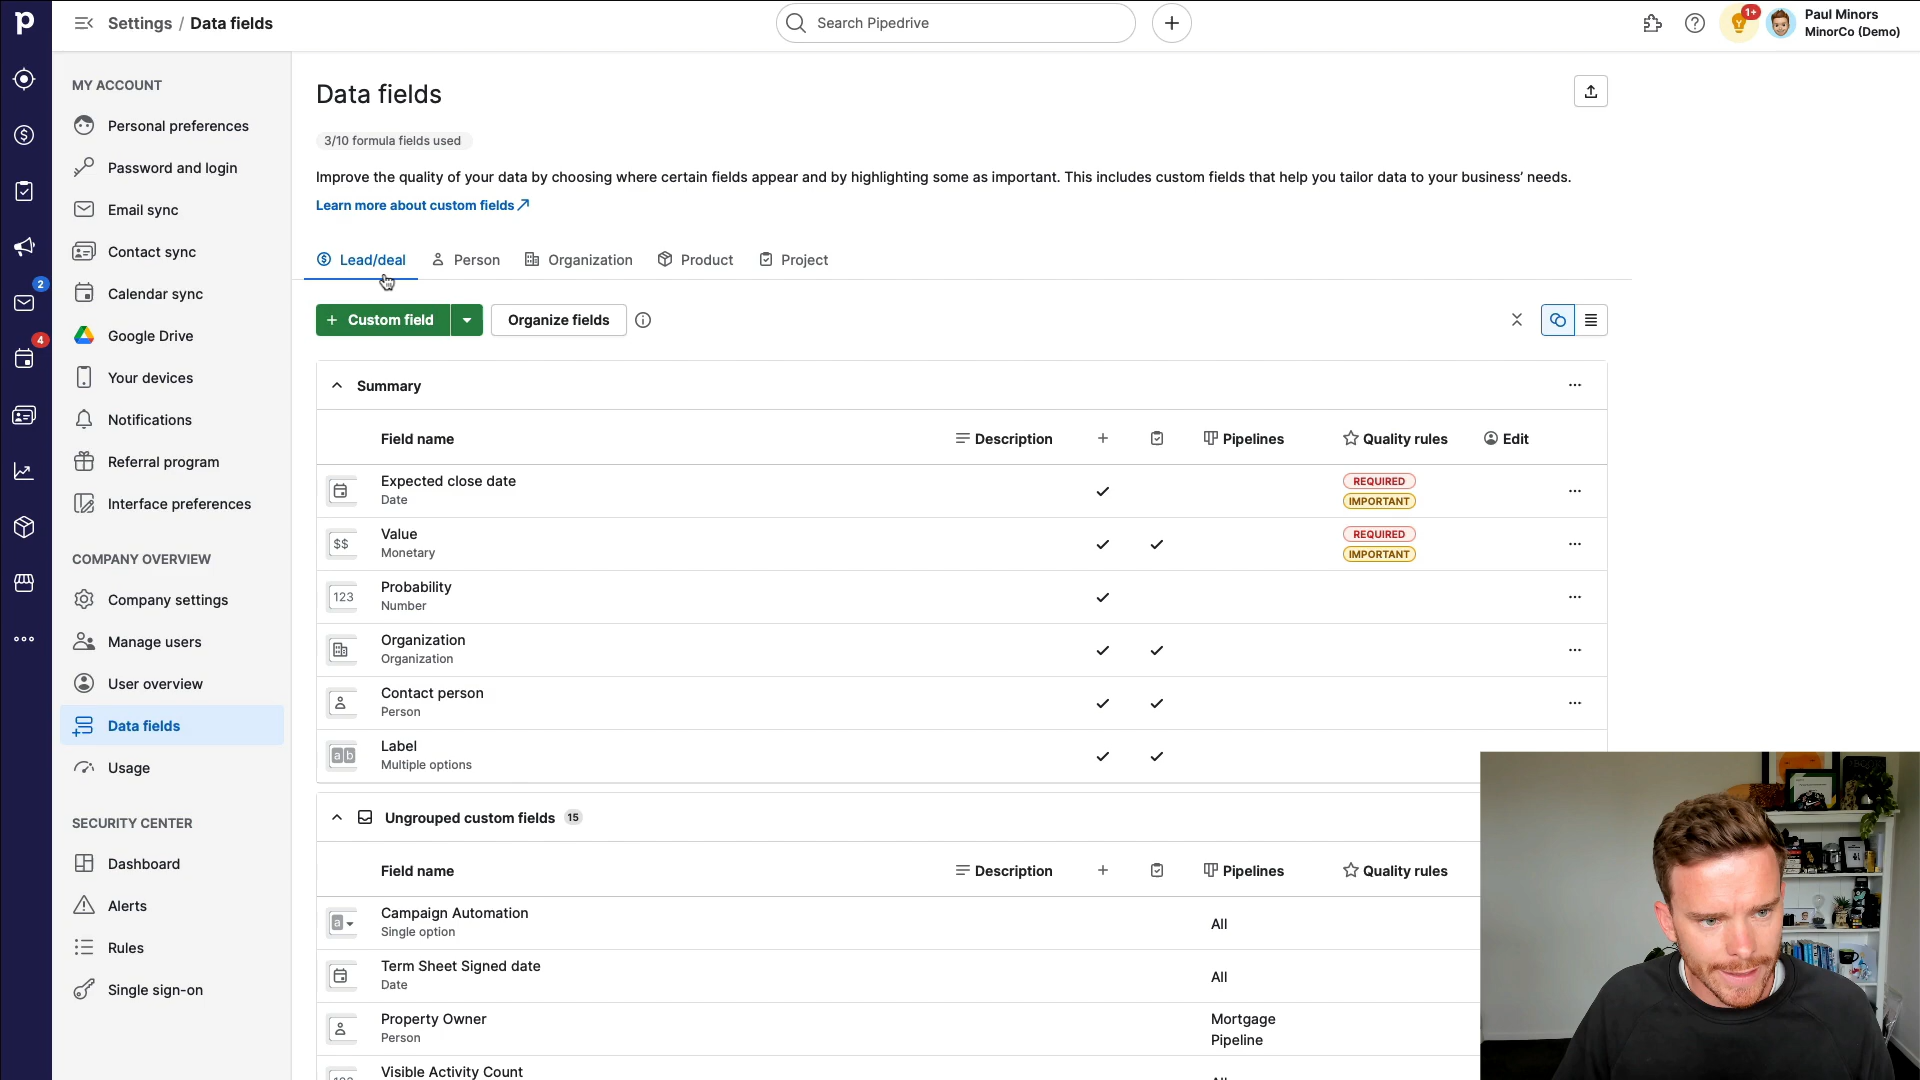 Settings / Data fields
Search Pipedrive
1+
Paul Minors
MinorCo (Demo)
2
4
MY ACCOUNT
Personal preferences
Password and login
Email sync
Contact sync
Calendar sync
Google Drive
Your devices
Notifications
Referral program
Interface preferences
COMPANY OVERVIEW
Company settings
Manage users
User overview
Data fields
Usage
SECURITY CENTER
Dashboard
Alerts
Rules
Single sign-on
Data fields
3/10 formula fields used
Improve the quality of your data by choosing where certain fields appear and by highlighting some as important. This includes custom fields that help you tailor data to your business’ needs.
Learn more about custom fields
Lead/deal Person Organization Product Project
+ Custom field Organize fields
Summary
Field name Description Pipelines Quality rules Edit
Expected close date
Date
REQUIRED
IMPORTANT
$$
Value
Monetary
REQUIRED
IMPORTANT
123
Probability
Number
Organization
Organization
Contact person
Person
ab
Label
Multiple options
Ungrouped custom fields 15
Field name Description Pipelines Quality rules
a
Campaign Automation
Single option
All
Term Sheet Signed date
Date
All
Property Owner
Person
Mortgage
Pipeline
Visible Activity Count